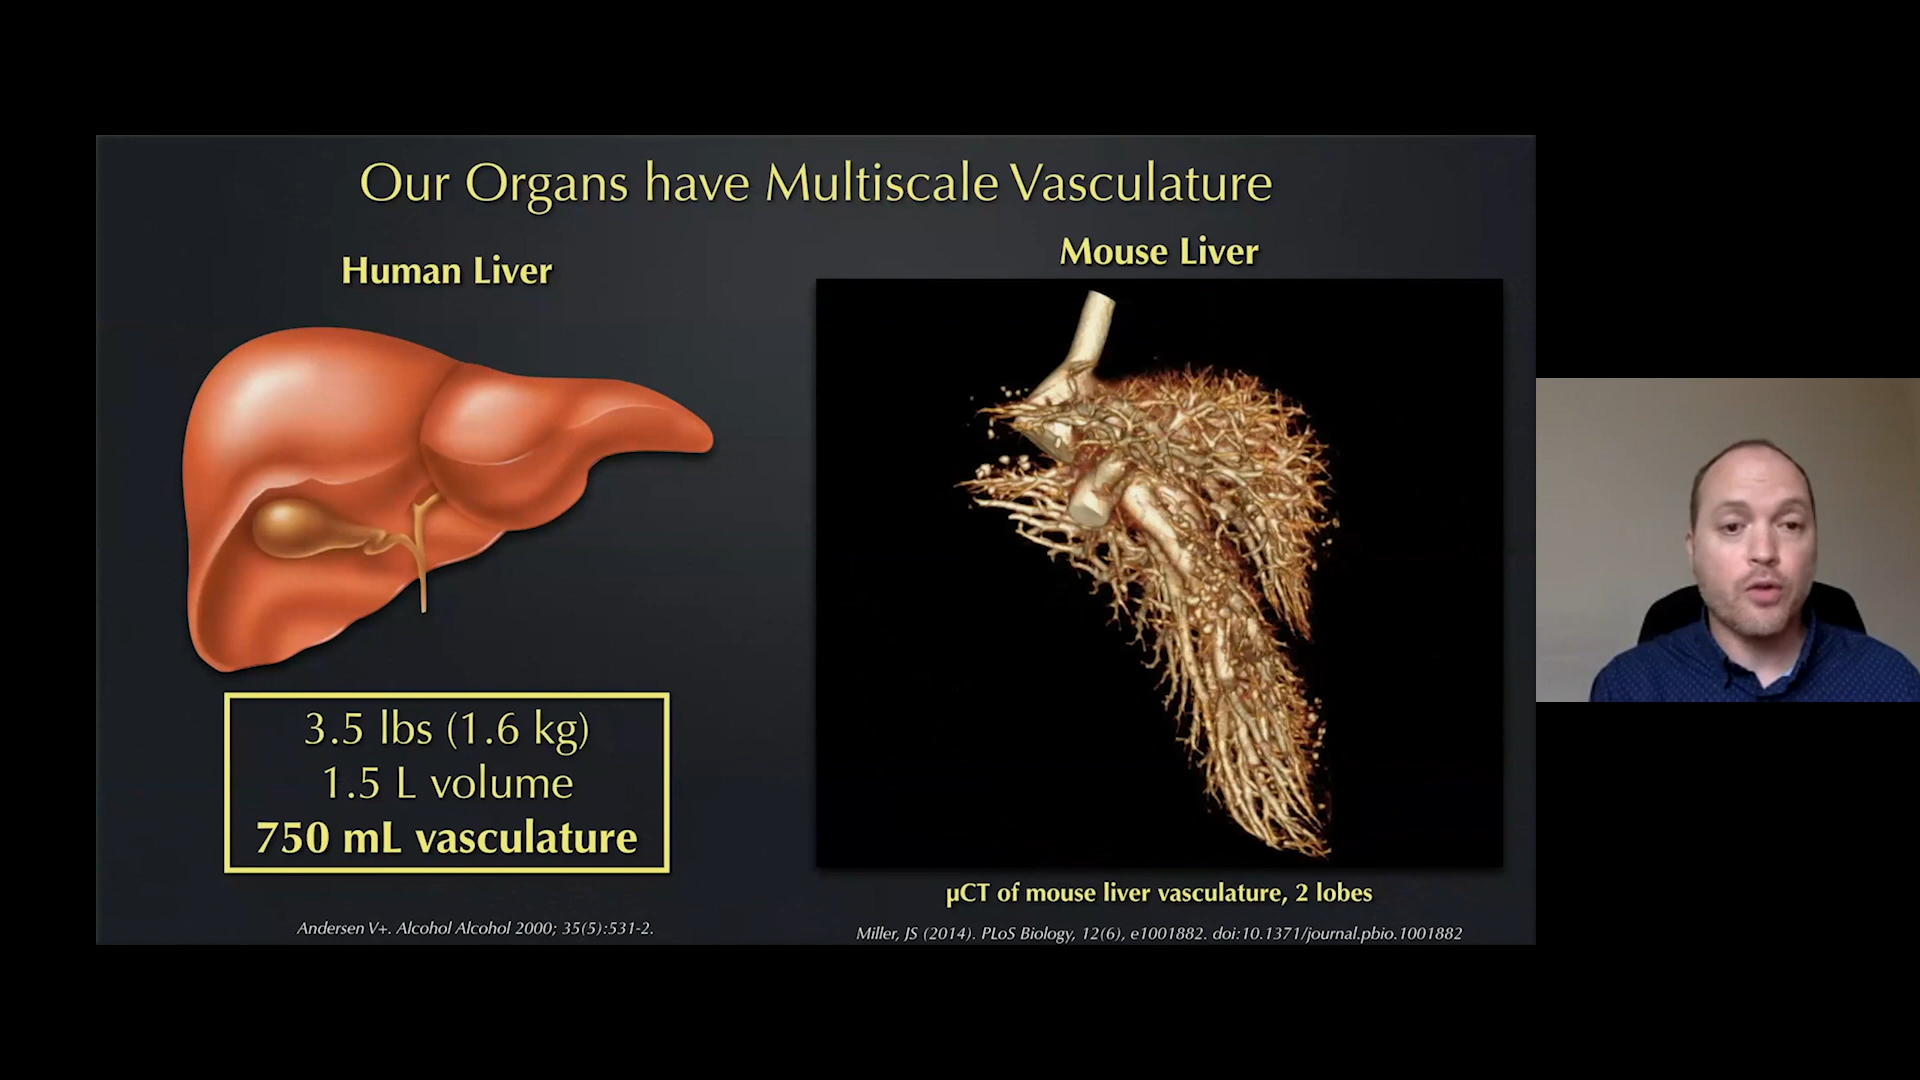 Our Organs have Multiscale Vasculature
Human Liver
Mouse Liver
3.5 lbs (1.6 kg)
1.5 L volume
750 mL vasculature
µCT of mouse liver vasculature, 2 lobes
Andersen V+. Alcohol Alcohol 2000; 35(5):531-2.
Miller, JS (2014). PLoS Biology, 12(6), e1001882. doi:10.1371/journal.pbio.1001882